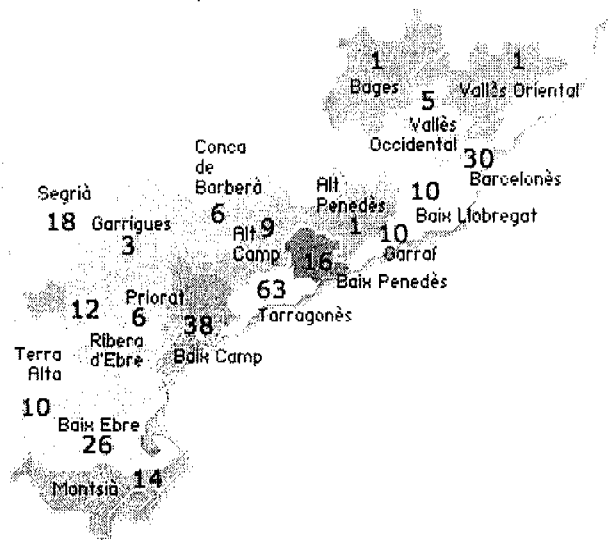 1
Bages
1
Vallès Oriental
5
Vallès
Occidental
30
Barcelonès
Conca
de
Barberà
6
Segrià
18
Garrigues
3
Alt
Penedès
1
10
Baix Llobregat
9
Alt
Camp
10
Garraf
16
Baix Penedès
63
Tarragonès
12
Priorat
6
Ribera
d'Ebre
38
Baix Camp
Terra
Alta
10
Baix Ebre
26
Montsià
14